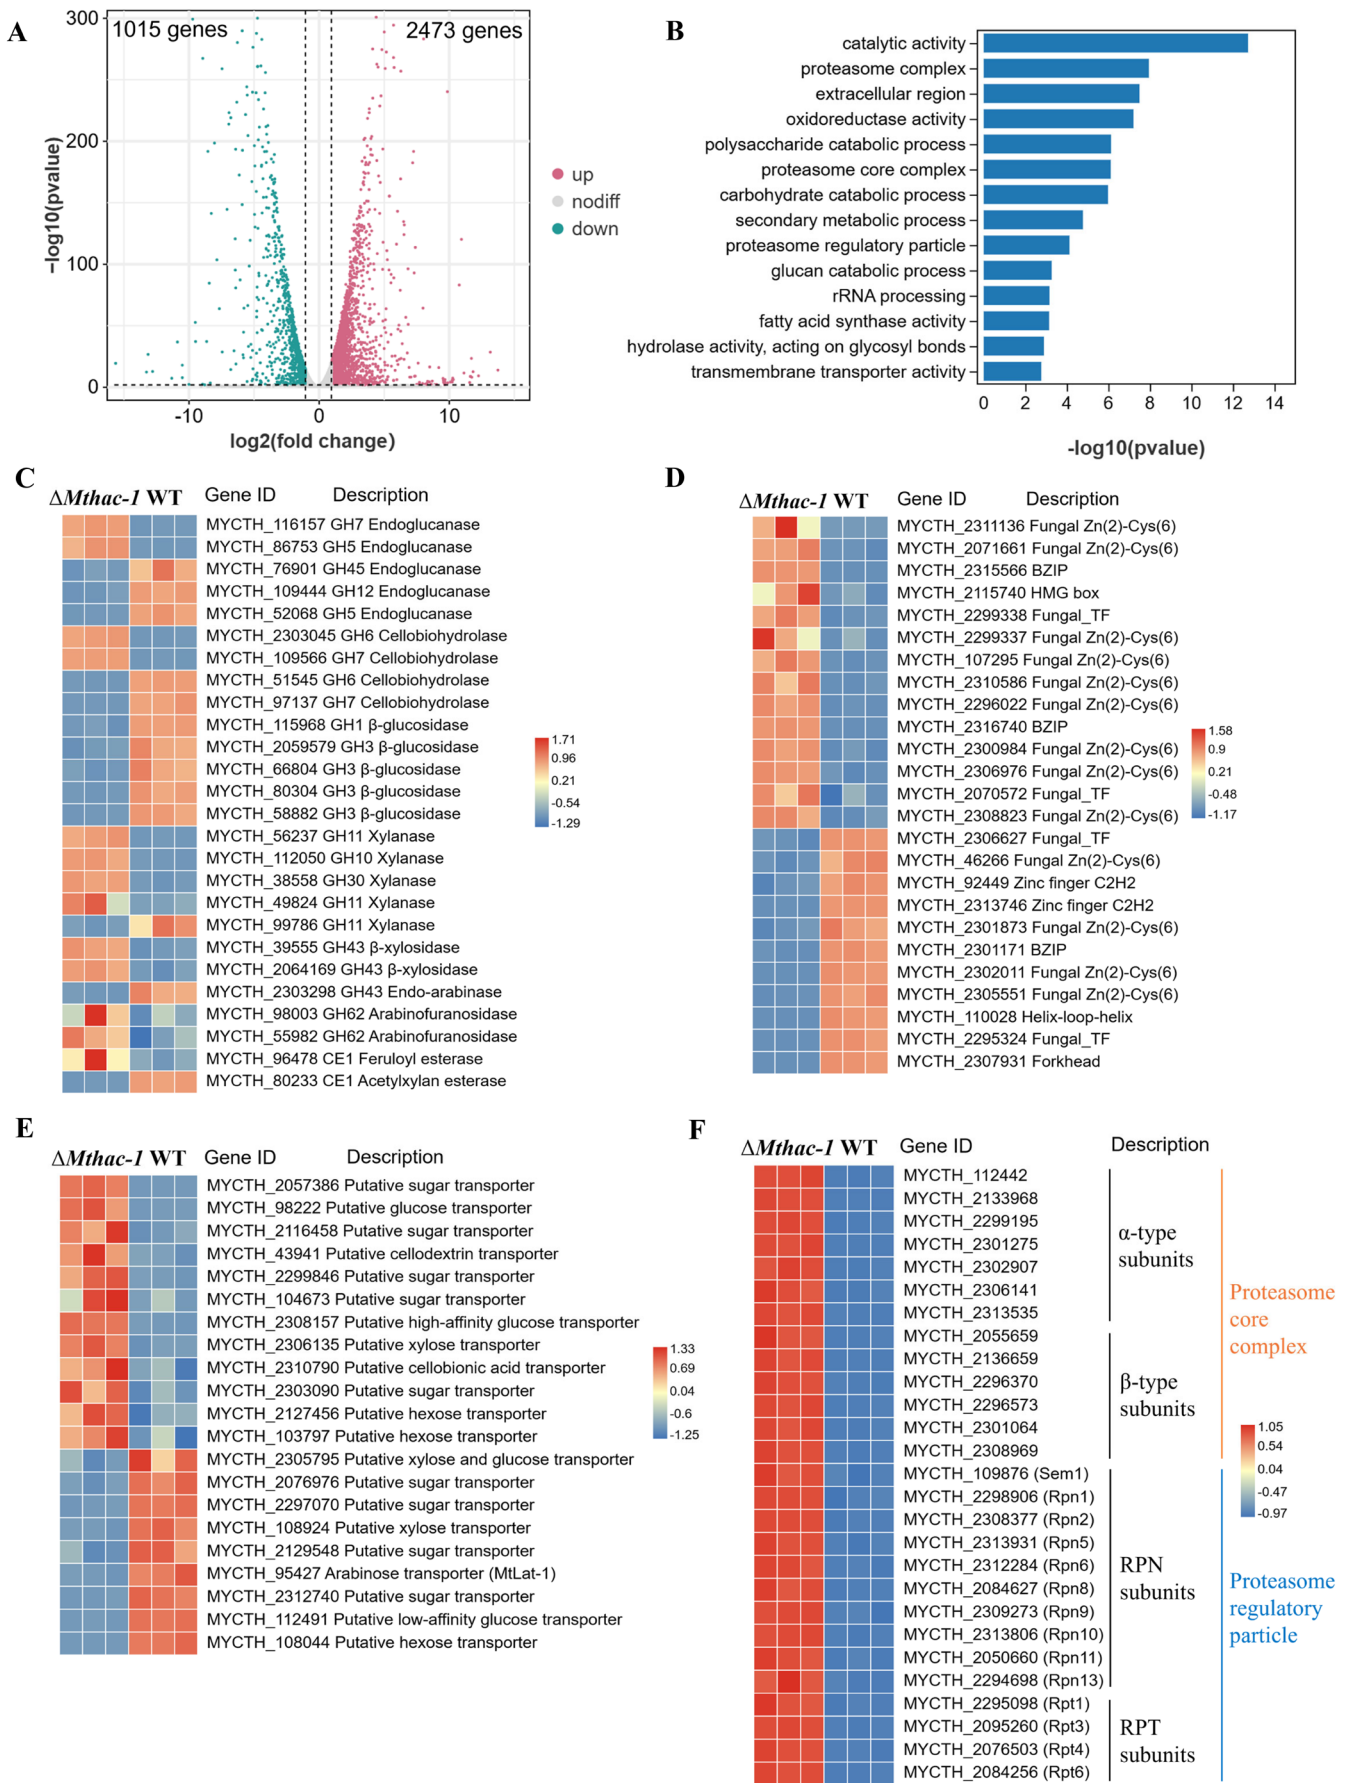 A
1015 genes
2473 genes
300
200
100
0
−log10(pvalue)
-10
0
10
log2(fold change)
up
nodiff
down
B
catalytic activity
proteasome complex
extracellular region
oxidoreductase activity
polysaccharide catabolic process
proteasome core complex
carbohydrate catabolic process
secondary metabolic process
proteasome regulatory particle
glucan catabolic process
rRNA processing
fatty acid synthase activity
hydrolase activity, acting on glycosyl bonds
transmembrane transporter activity
0 2 4 6 8 10 12 14
-log10(pvalue)
C
ΔMthac-1 WT Gene ID Description
MYCTH_116157 GH7 Endoglucanase
MYCTH_86753 GH5 Endoglucanase
MYCTH_76901 GH45 Endoglucanase
MYCTH_109444 GH12 Endoglucanase
MYCTH_52068 GH5 Endoglucanase
MYCTH_2303045 GH6 Cellobiohydrolase
MYCTH_109566 GH7 Cellobiohydrolase
MYCTH_51545 GH6 Cellobiohydrolase
MYCTH_97137 GH7 Cellobiohydrolase
MYCTH_115968 GH1 β-glucosidase
MYCTH_2059579 GH3 β-glucosidase
MYCTH_66804 GH3 β-glucosidase
MYCTH_80304 GH3 β-glucosidase
MYCTH_58882 GH3 β-glucosidase
MYCTH_56237 GH11 Xylanase
MYCTH_112050 GH10 Xylanase
MYCTH_38558 GH30 Xylanase
MYCTH_49824 GH11 Xylanase
MYCTH_99786 GH11 Xylanase
MYCTH_39555 GH43 β-xylosidase
MYCTH_2064169 GH43 β-xylosidase
MYCTH_2303298 GH43 Endo-arabinase
MYCTH_98003 GH62 Arabinofuranosidase
MYCTH_55982 GH62 Arabinofuranosidase
MYCTH_96478 CE1 Feruloyl esterase
MYCTH_80233 CE1 Acetylxylan esterase
1.71
0.96
0.21
-0.54
-1.29
D
ΔMthac-1 WT Gene ID Description
MYCTH_2311136 Fungal Zn(2)-Cys(6)
MYCTH_2071661 Fungal Zn(2)-Cys(6)
MYCTH_2315566 BZIP
MYCTH_2115740 HMG box
MYCTH_2299338 Fungal_TF
MYCTH_2299337 Fungal Zn(2)-Cys(6)
MYCTH_107295 Fungal Zn(2)-Cys(6)
MYCTH_2310586 Fungal Zn(2)-Cys(6)
MYCTH_2296022 Fungal Zn(2)-Cys(6)
MYCTH_2316740 BZIP
MYCTH_2300984 Fungal Zn(2)-Cys(6)
MYCTH_2306976 Fungal Zn(2)-Cys(6)
MYCTH_2070572 Fungal_TF
MYCTH_2308823 Fungal Zn(2)-Cys(6)
MYCTH_2306627 Fungal_TF
MYCTH_46266 Fungal Zn(2)-Cys(6)
MYCTH_92449 Zinc finger C2H2
MYCTH_2313746 Zinc finger C2H2
MYCTH_2301873 Fungal Zn(2)-Cys(6)
MYCTH_2301171 BZIP
MYCTH_2302011 Fungal Zn(2)-Cys(6)
MYCTH_2305551 Fungal Zn(2)-Cys(6)
MYCTH_110028 Helix-loop-helix
MYCTH_2295324 Fungal_TF
MYCTH_2307931 Forkhead
1.58
0.9
0.21
-0.48
-1.17
E
ΔMthac-1 WT Gene ID Description
MYCTH_2057386 Putative sugar transporter
MYCTH_98222 Putative glucose transporter
MYCTH_2116458 Putative sugar transporter
MYCTH_43941 Putative cellodextrin transporter
MYCTH_2299846 Putative sugar transporter
MYCTH_104673 Putative sugar transporter
MYCTH_2308157 Putative high-affinity glucose transporter
MYCTH_2306135 Putative xylose transporter
MYCTH_2310790 Putative cellobionic acid transporter
MYCTH_2303090 Putative sugar transporter
MYCTH_2127456 Putative hexose transporter
MYCTH_103797 Putative hexose transporter
MYCTH_2305795 Putative xylose and glucose transporter
MYCTH_2076976 Putative sugar transporter
MYCTH_2297070 Putative sugar transporter
MYCTH_108924 Putative xylose transporter
MYCTH_2129548 Putative sugar transporter
MYCTH_95427 Arabinose transporter (MtLat-1)
MYCTH_2312740 Putative sugar transporter
MYCTH_112491 Putative low-affinity glucose transporter
MYCTH_108044 Putative hexose transporter
1.33
0.69
0.04
-0.6
-1.25
F
ΔMthac-1 WT Gene ID Description
MYCTH_112442
MYCTH_2133968
MYCTH_2299195
MYCTH_2301275
MYCTH_2302907
MYCTH_2306141
MYCTH_2313535
MYCTH_2055659
MYCTH_2136659
MYCTH_2296370
MYCTH_2296573
MYCTH_2301064
MYCTH_2308969
MYCTH_109876 (Sem1)
MYCTH_2298906 (Rpn1)
MYCTH_2308377 (Rpn2)
MYCTH_2313931 (Rpn5)
MYCTH_2312284 (Rpn6)
MYCTH_2084627 (Rpn8)
MYCTH_2309273 (Rpn9)
MYCTH_2313806 (Rpn10)
MYCTH_2050660 (Rpn11)
MYCTH_2294698 (Rpn13)
MYCTH_2295098 (Rpt1)
MYCTH_2095260 (Rpt3)
MYCTH_2076503 (Rpt4)
MYCTH_2084256 (Rpt6)
α-type
subunits
β-type
subunits
RPN
subunits
RPT
subunits
Proteasome
core
complex
1.05
0.54
0.04
-0.47
-0.97
Proteasome
regulatory
particle